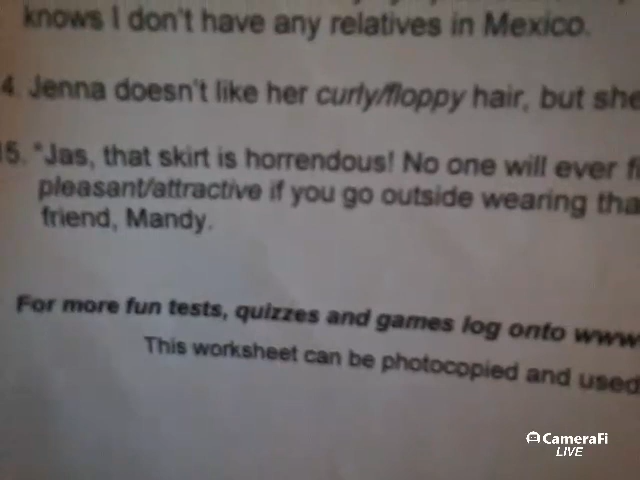 knows I don't have any relatives in Mexico.
4. Jenna doesn't like her curly/floppy hair, but she
15. "Jas, that skirt is horrendous! No one will ever
pleasant/attractive if you go outside wearing
friend, Mandy.
For more fun tests, quizzes and games log onto www
This worksheet can be photocopied and used
CameraFi
LIVE